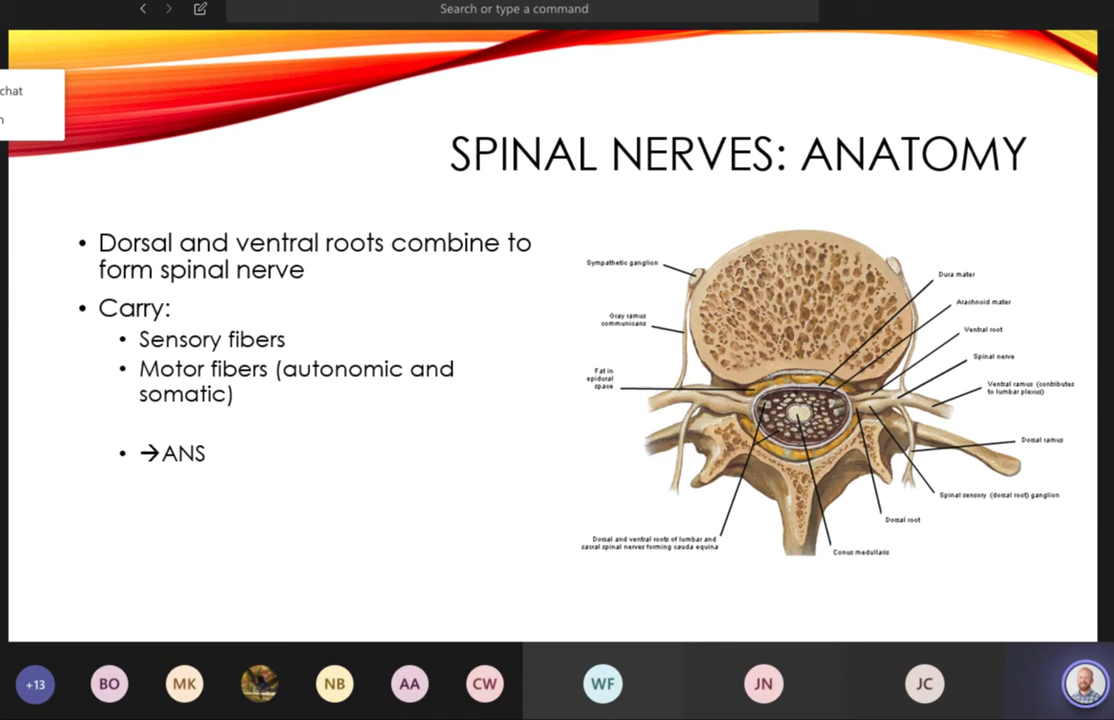 Search or type a command
chat
SPINAL NERVES: ANATOMY
• Dorsal and ventral roots combine to
form spinal nerve
• Carry:
• Sensory fibers
• Motor fibers (autonomic and
somatic)
• →ANS
Sympathetic ganglion
Gray ramus
communicans
Fat in
epidural
space
Dorsal and ventral roots of lumbar and
sacral spinal nerves forming cauda equina
Dura mater
Arachnoid mater
Ventral root
Spinal nerve
Ventral ramus (contributes
to lumbar plexus)
Dorsal ramus
Spinal sensory (dorsal root) ganglion
Dorsal root
Conus medullaris
+13
BO
MK
NB
AA
CW
WF
JN
JC